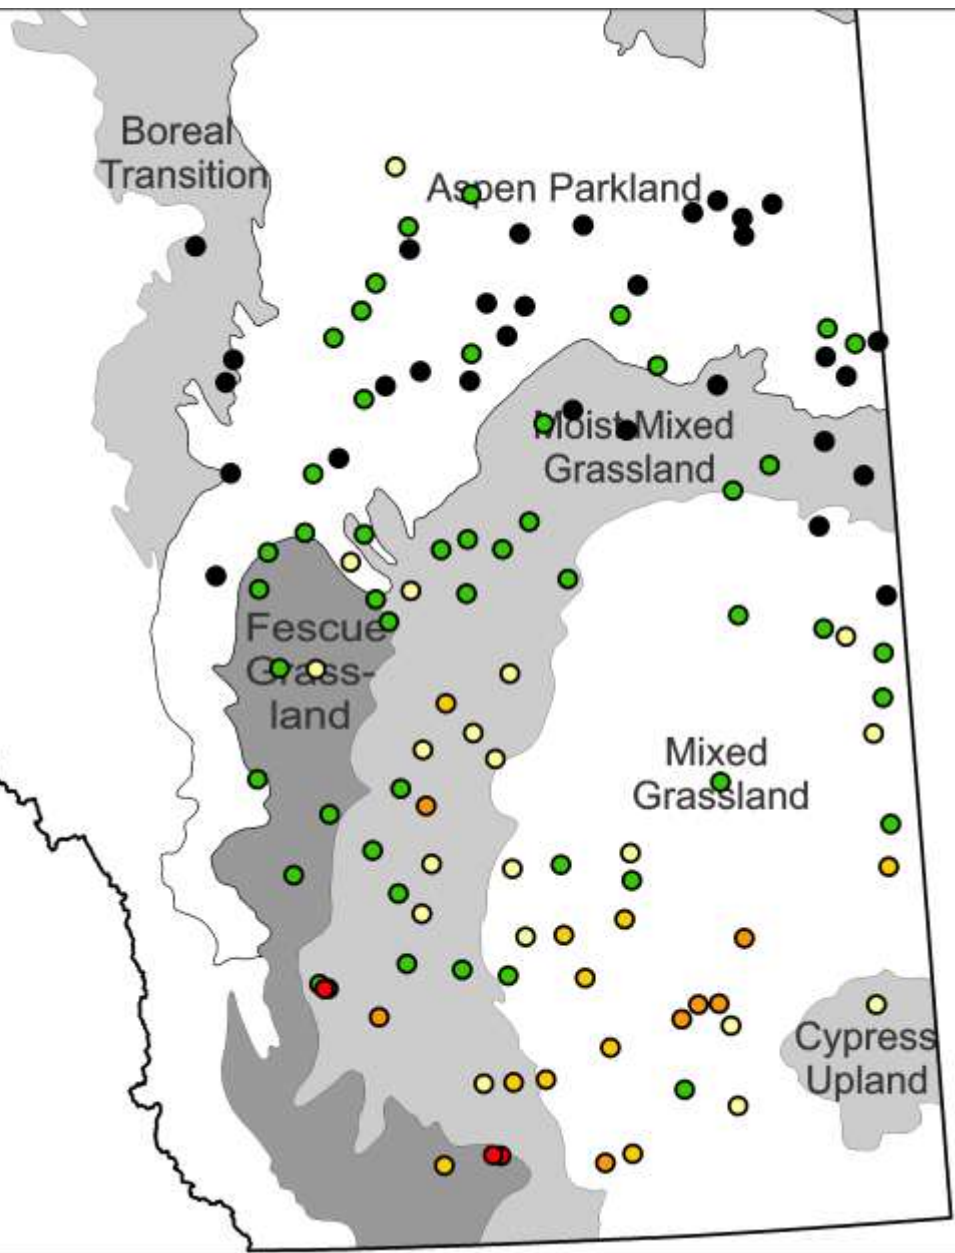 Boreal
Transition
Aspen Parkland
Moist Mixed
Grassland
Fescue
Grass-
land
Mixed
Grassland
Cypress
Upland